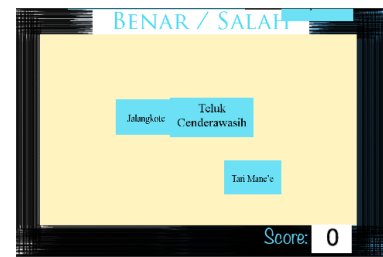 BENAR / SALAH
Jalangkote
Teluk
Cenderawasih
Tari Mane'e
Score: 0